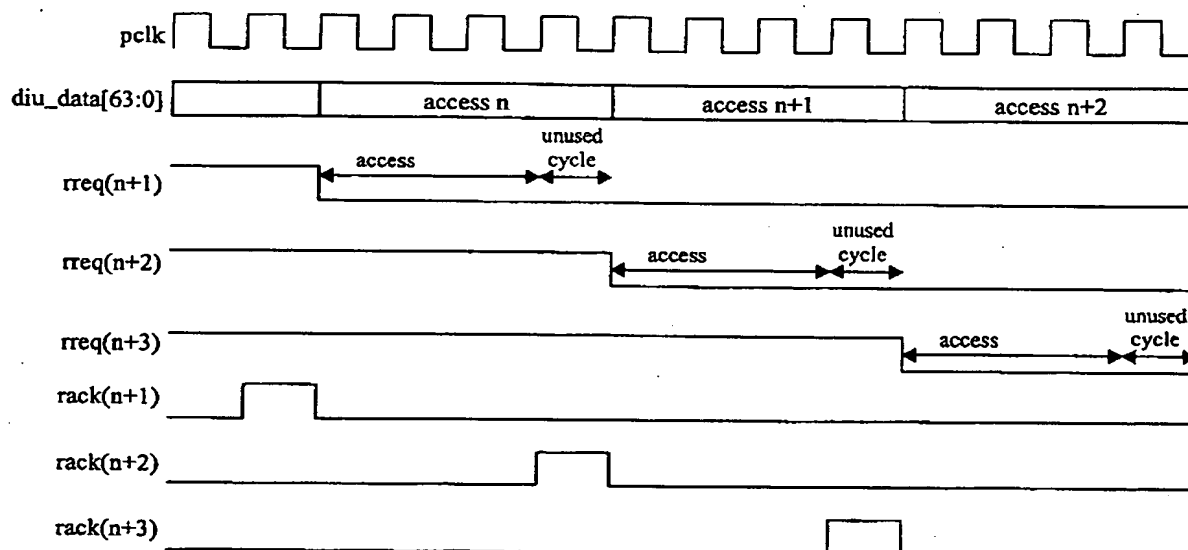 pclk
diu_data[63:0]
access n
access n+1
access n+2
rreq(n+1)
access
unused
cycle
rreq(n+2)
access
unused
cycle
rreq(n+3)
access
unused
cycle
rack(n+1)
rack(n+2)
rack(n+3)